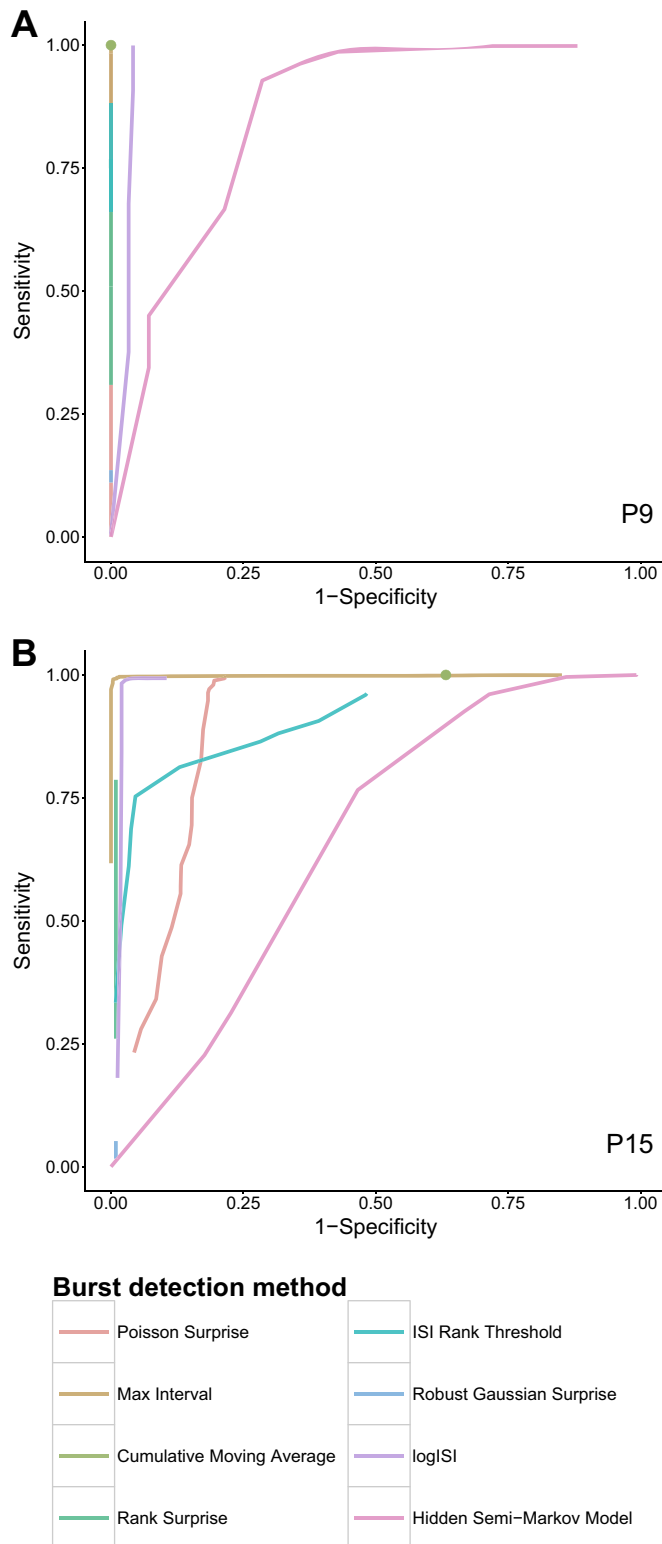 A
1.00
0.75
0.50
0.25
0.00
Sensitivity
P9
0.00 0.25 0.50 0.75 1.00
1−Specificity
B
1.00
0.75
0.50
0.25
0.00
Sensitivity
P15
0.00 0.25 0.50 0.75 1.00
1−Specificity
Burst detection method
Poisson Surprise
Max Interval
Cumulative Moving Average
Rank Surprise
ISI Rank Threshold
Robust Gaussian Surprise
logISI
Hidden Semi−Markov Model